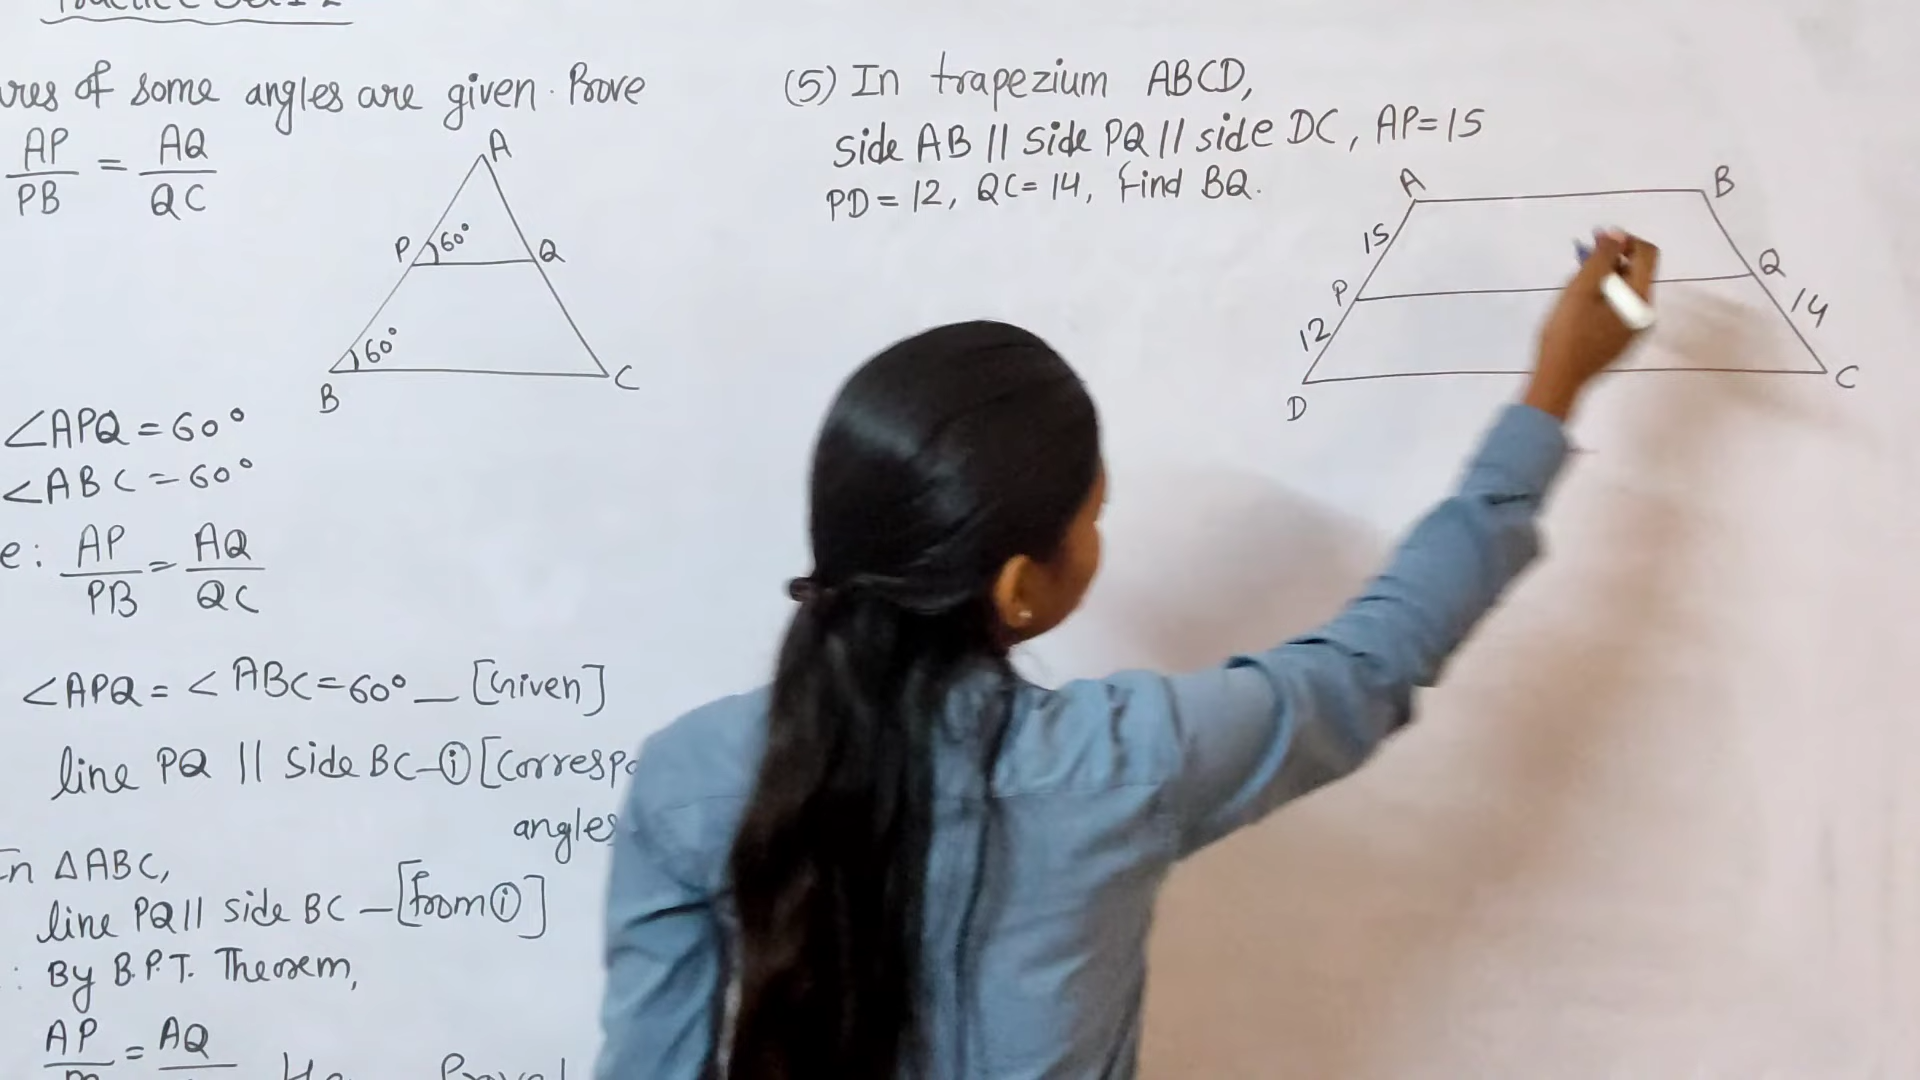 ures of some angles are given. Prove
AP/PB = AQ/QC
A
P 60° Q
60°
B C
∠APQ = 60°
∠ABC = 60°
e: AP/PB = AQ/QC
∠APQ = ∠ABC = 60° — [Given]
line PQ || Side BC — ⓘ [Corresp
angles
In △ABC,
line PQ || side BC — [From ⓘ]
: By B.P.T. Theorem,
AP = AQ
(5) In trapezium ABCD,
side AB || side PQ || side DC, AP = 15
PD = 12, QC = 14, Find BQ.
A B
15
P Q
12 14
D C